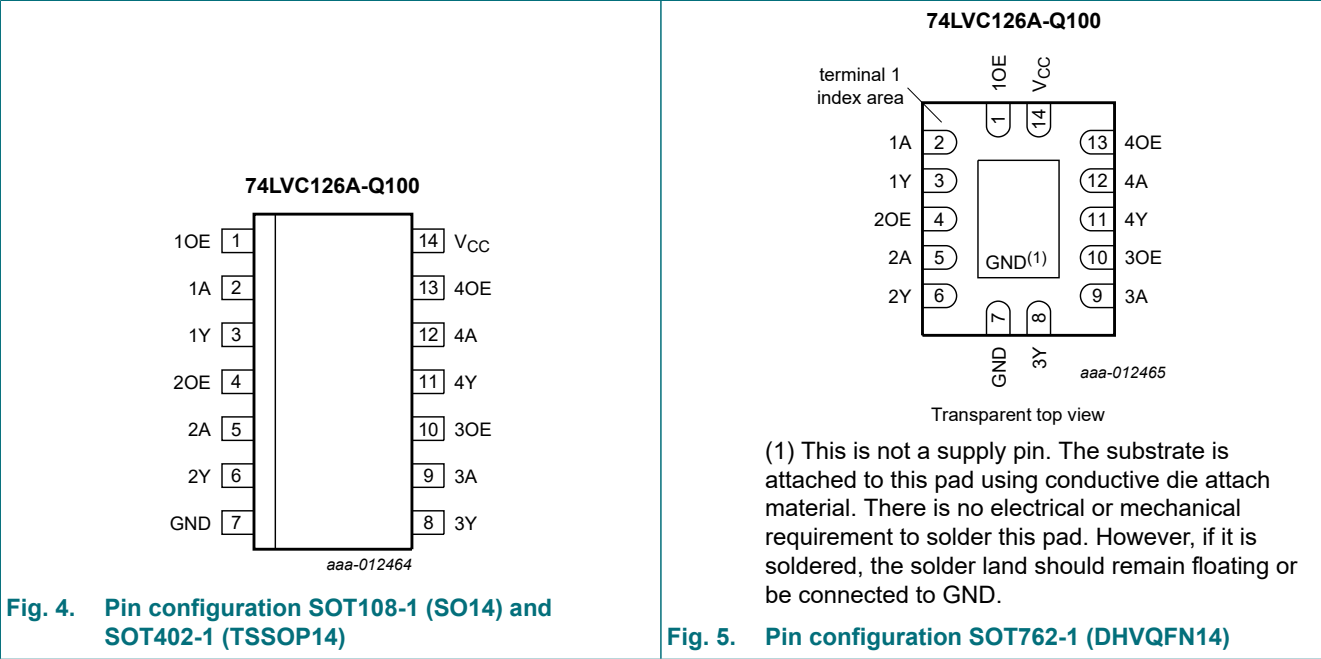 74LVC126A-Q100
1OE 1
1A 2
1Y 3
2OE 4
2A 5
2Y 6
GND 7
14 VCC
13 4OE
12 4A
11 4Y
10 3OE
9 3A
8 3Y
aaa-012464
Fig. 4. Pin configuration SOT108-1 (SO14) and
SOT402-1 (TSSOP14)
74LVC126A-Q100
terminal 1
index area
1OE
VCC
1
14
1A 2
1Y 3
2OE 4
2A 5
2Y 6
13 4OE
12 4A
11 4Y
10 3OE
9 3A
GND(1)
7
8
GND
3Y
aaa-012465
Transparent top view
(1) This is not a supply pin. The substrate is
attached to this pad using conductive die attach
material. There is no electrical or mechanical
requirement to solder this pad. However, if it is
soldered, the solder land should remain floating or
be connected to GND.
Fig. 5. Pin configuration SOT762-1 (DHVQFN14)